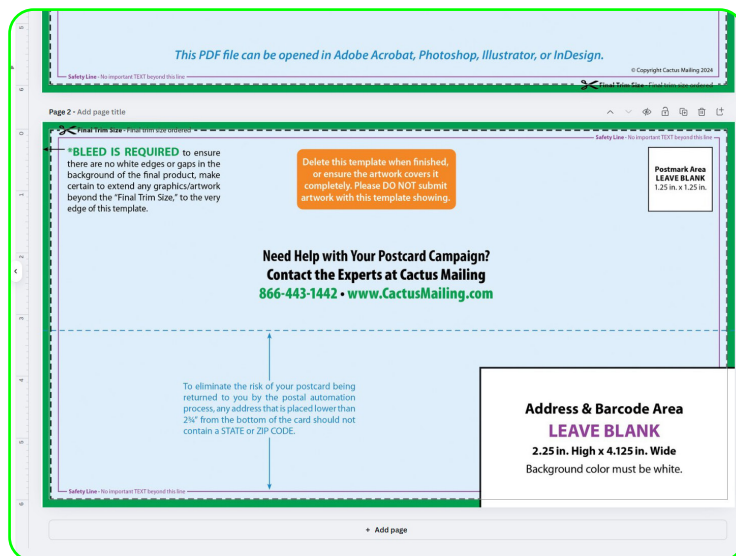 This PDF file can be opened in Adobe Acrobat, Photoshop, Illustrator, or InDesign.
© Copyright Cactus Mailing 2024
Safety Line - No important TEXT beyond this line
Final Trim Size - Final trim size ordered
Page 2 - Add page title
Final Trim Size - Final trim size ordered
Safety Line - No important TEXT beyond this line
*BLEED IS REQUIRED to ensure
there are no white edges or gaps in the
background of the final product, make
certain to extend any graphics/artwork
beyond the “Final Trim Size,” to the very
edge of this template.
Delete this template when finished,
or ensure the artwork covers it
completely. Please DO NOT submit
artwork with this template showing.
Postmark Area
LEAVE BLANK
1.25 in. x 1.25 in.
Need Help with Your Postcard Campaign?
Contact the Experts at Cactus Mailing
866-443-1442 • www.CactusMailing.com
To eliminate the risk of your postcard being
returned to you by the postal automation
process, any address that is placed lower than
2¾” from the bottom of the card should not
contain a STATE or ZIP CODE.
Address & Barcode Area
LEAVE BLANK
2.25 in. High x 4.125 in. Wide
Background color must be white.
Safety Line - No important TEXT beyond this line
+ Add page